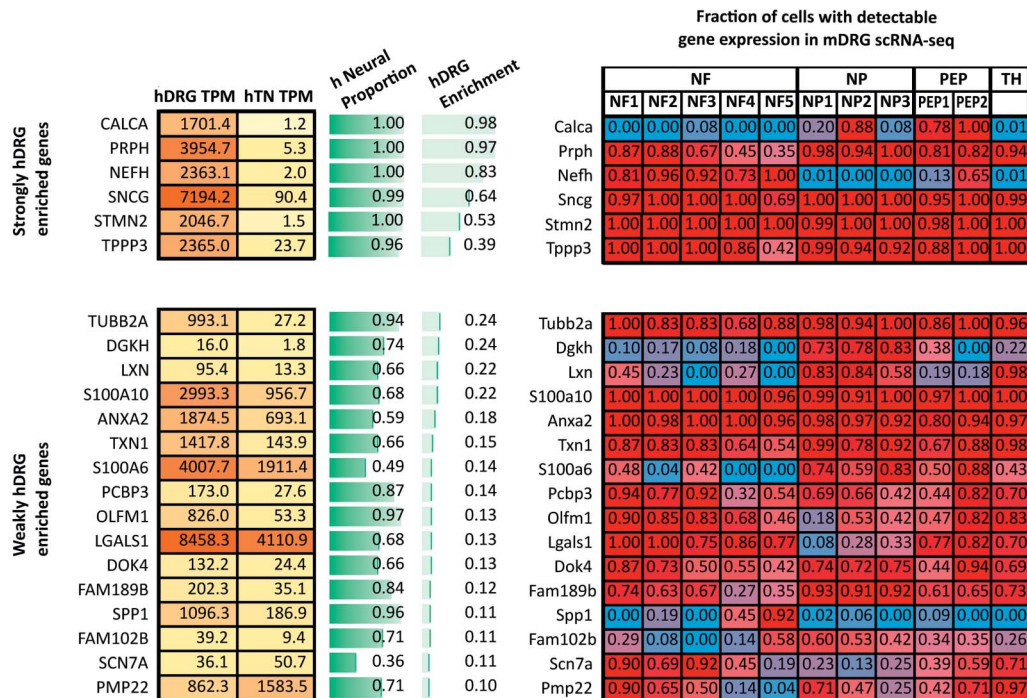 Fraction of cells with detectable
gene expression in mDRG scRNA-seq
h Neural Proportion
hDRG Enrichment
NF NP PEP TH
hDRG TPM hTN TPM
NF1 NF2 NF3 NF4 NF5 NP1 NP2 NP3 PEP1 PEP2
Strongly hDRG enriched genes
CALCA 1701.4 1.2 1.00 0.98 Calca 0.00 0.00 0.08 0.00 0.00 0.20 0.88 0.08 0.78 1.00 0.01
PRPH 3954.7 5.3 1.00 0.97 Prph 0.87 0.88 0.67 0.45 0.35 0.98 0.94 1.00 0.81 0.82 0.94
NEFH 2363.1 2.0 1.00 0.83 Nefh 0.81 0.96 0.92 0.73 1.00 0.01 0.00 0.00 0.13 0.65 0.01
SNCG 7194.2 90.4 0.99 0.64 Sncg 0.97 1.00 1.00 1.00 0.69 1.00 1.00 1.00 0.95 1.00 0.99
STMN2 2046.7 1.5 1.00 0.53 Stmn2 1.00 1.00 1.00 1.00 1.00 1.00 1.00 1.00 0.98 1.00 1.00
TPPP3 2365.0 23.7 0.96 0.39 Tppp3 1.00 1.00 1.00 0.86 0.42 0.99 0.94 0.92 0.88 1.00 1.00
Weakly hDRG enriched genes
TUBB2A 993.1 27.2 0.94 0.24 Tubb2a 1.00 0.83 0.83 0.68 0.88 0.98 0.94 1.00 0.86 1.00 0.96
DGKH 16.0 1.8 0.74 0.24 Dgkh 0.10 0.17 0.08 0.18 0.00 0.73 0.78 0.83 0.38 0.00 0.22
LXN 95.4 13.3 0.66 0.22 Lxn 0.45 0.23 0.00 0.27 0.00 0.83 0.84 0.58 0.19 0.18 0.98
S100A10 2993.3 956.7 0.68 0.22 S100a10 1.00 1.00 1.00 1.00 0.96 0.99 0.91 1.00 0.97 1.00 1.00
ANXA2 1874.5 693.1 0.59 0.18 Anxa2 1.00 0.98 1.00 1.00 0.96 0.98 0.97 0.92 0.80 0.94 0.97
TXN1 1417.8 143.9 0.66 0.15 Txn1 0.87 0.83 0.83 0.64 0.54 0.99 0.78 0.92 0.67 0.88 0.98
S100A6 4007.7 1911.4 0.49 0.14 S100a6 0.48 0.04 0.42 0.00 0.00 0.74 0.59 0.83 0.50 0.88 0.43
PCBP3 173.0 27.6 0.87 0.14 Pcbp3 0.94 0.77 0.92 0.32 0.54 0.69 0.66 0.42 0.44 0.82 0.70
OLFM1 826.0 53.3 0.97 0.13 Olfm1 0.90 0.85 0.83 0.68 0.46 0.18 0.53 0.42 0.47 0.82 0.83
LGALS1 8458.3 4110.9 0.68 0.13 Lgals1 1.00 1.00 0.75 0.86 0.77 0.08 0.28 0.33 0.77 0.82 0.70
DOK4 132.2 24.4 0.66 0.13 Dok4 0.87 0.73 0.50 0.55 0.42 0.74 0.72 0.75 0.44 0.94 0.69
FAM189B 202.3 35.1 0.84 0.12 Fam189b 0.74 0.63 0.67 0.27 0.35 0.93 0.91 0.92 0.61 0.65 0.73
SPP1 1096.3 186.9 0.96 0.11 Spp1 0.00 0.19 0.00 0.45 0.92 0.02 0.06 0.00 0.09 0.00 0.00
FAM102B 39.2 9.4 0.71 0.11 Fam102b 0.29 0.08 0.00 0.14 0.58 0.60 0.53 0.42 0.34 0.35 0.26
SCN7A 36.1 50.7 0.36 0.11 Scn7a 0.90 0.69 0.92 0.45 0.19 0.23 0.13 0.25 0.39 0.59 0.71
PMP22 862.3 1583.5 0.71 0.10 Pmp22 0.90 0.65 0.50 0.14 0.04 0.71 0.47 0.25 0.42 0.71 0.97